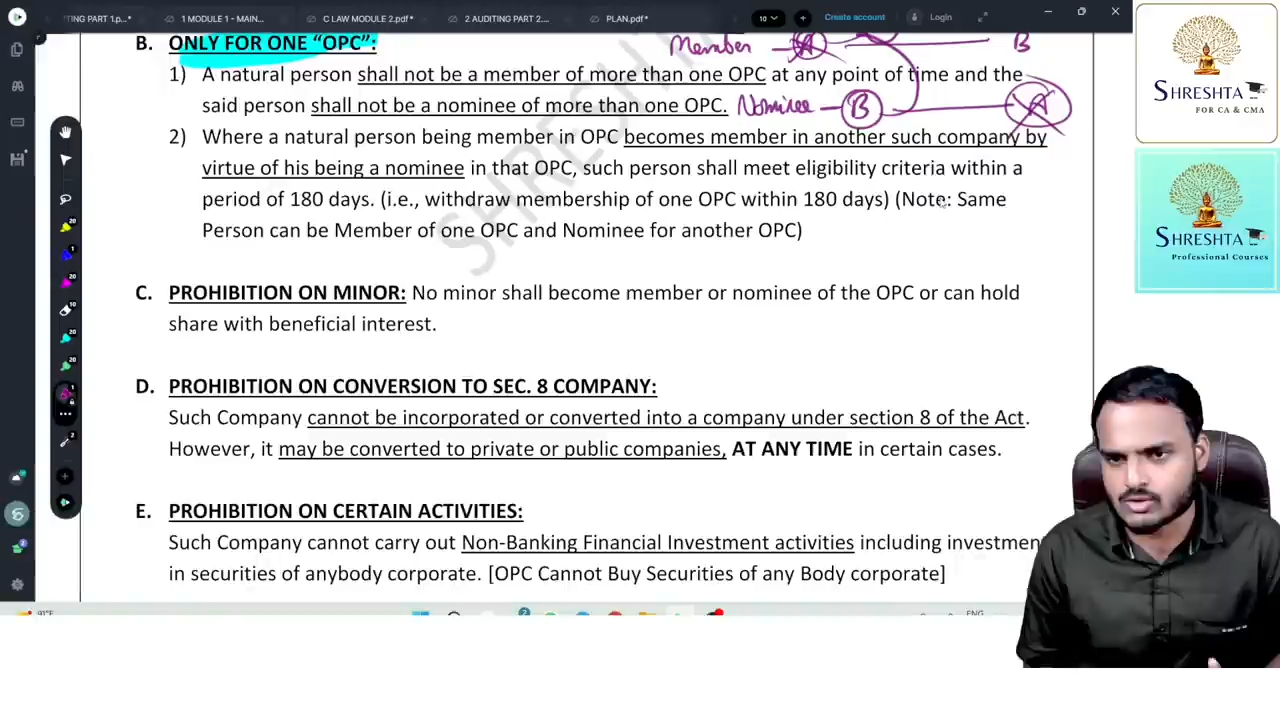 TING PART 1.p...*
1 MODULE 1 - MAIN...
C LAW MODULE 2.pdf*
2 AUDITING PART 2....
PLAN.pdf*
10
Create account
Login
B. ONLY FOR ONE “OPC”:
Member A B
1) A natural person shall not be a member of more than one OPC at any point of time and the
said person shall not be a nominee of more than one OPC. Nominee B A
2) Where a natural person being member in OPC becomes member in another such company by
virtue of his being a nominee in that OPC, such person shall meet eligibility criteria within a
period of 180 days. (i.e., withdraw membership of one OPC within 180 days) (Note: Same
Person can be Member of one OPC and Nominee for another OPC)
C. PROHIBITION ON MINOR: No minor shall become member or nominee of the OPC or can hold
share with beneficial interest.
D. PROHIBITION ON CONVERSION TO SEC. 8 COMPANY:
Such Company cannot be incorporated or converted into a company under section 8 of the Act.
However, it may be converted to private or public companies, AT ANY TIME in certain cases.
E. PROHIBITION ON CERTAIN ACTIVITIES:
Such Company cannot carry out Non-Banking Financial Investment activities including investmen
in securities of anybody corporate. [OPC Cannot Buy Securities of any Body corporate]
SHRESHTA
FOR CA & CMA
SHRESHTA
Professional Courses
91°F
ENG